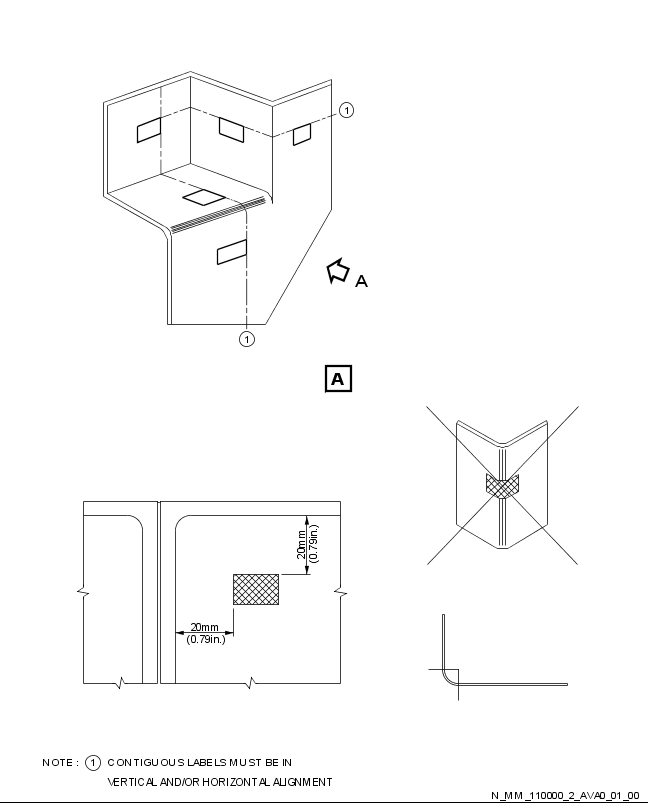 1
A
1
A
20mm
(0.79in.)
20mm
(0.79in.)
NOTE : 1 CONTIGUOUS LABELS MUST BE IN
VERTICAL AND/OR HORIZONTAL ALIGNMENT
N_MM_110000_2_AVA0_01_00